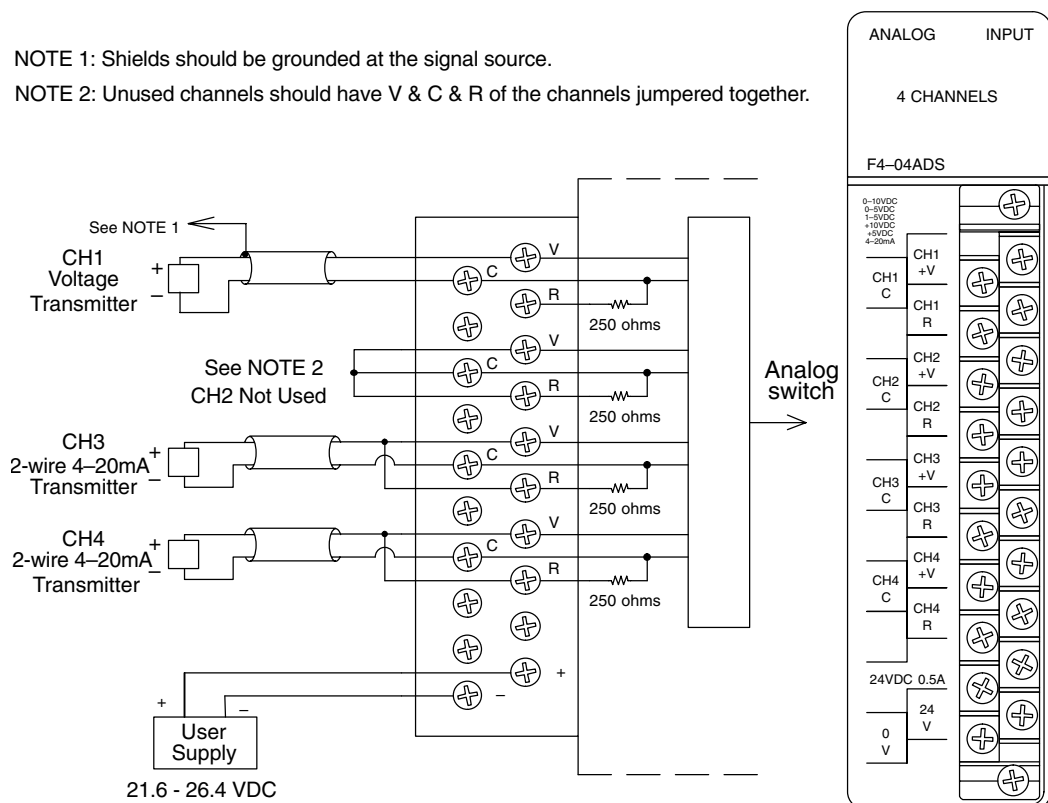 NOTE 1: Shields should be grounded at the signal source.
NOTE 2: Unused channels should have V & C & R of the channels jumpered together.
See NOTE 1
CH1
Voltage
Transmitter
+
–
V
C
R
250 ohms
See NOTE 2
CH2 Not Used
V
C
R
250 ohms
CH3
2-wire 4–20mA
Transmitter
+
–
V
C
R
250 ohms
CH4
2-wire 4–20mA
Transmitter
+
–
V
C
R
250 ohms
Analog
switch
+
–
+
–
User
Supply
21.6 - 26.4 VDC
ANALOG INPUT
4 CHANNELS
F4–04ADS
0–10VDC
0–5VDC
1–5VDC
+10VDC
+5VDC
4–20mA
CH1
+V
CH1
C
CH1
R
CH2
+V
CH2
C
CH2
R
CH3
+V
CH3
C
CH3
R
CH4
+V
CH4
C
CH4
R
24VDC 0.5A
24
V
0
V